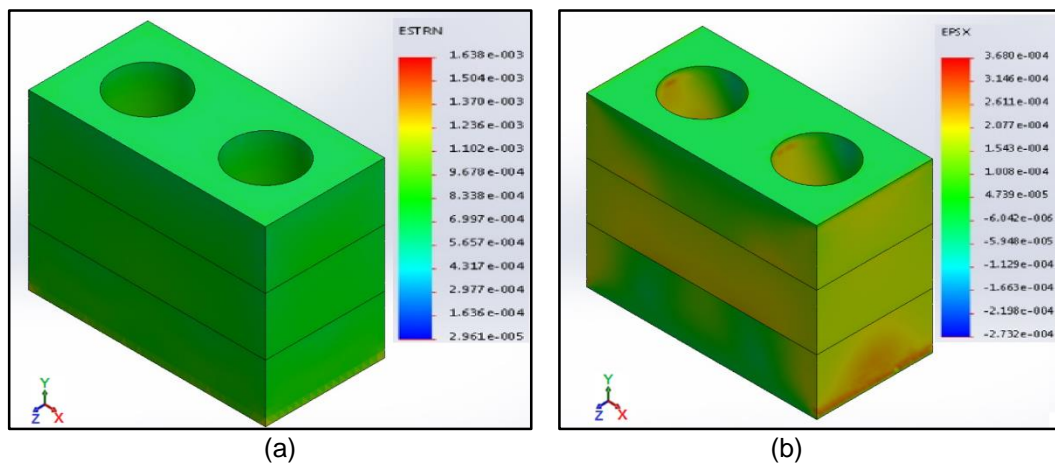 ESTRN
1.638e-003
1.504e-003
1.370e-003
1.236e-003
1.102e-003
9.678e-004
8.338e-004
6.997e-004
5.657e-004
4.317e-004
2.977e-004
1.636e-004
2.961e-005
Y
Z
X
(a)
EPSX
3.680e-004
3.146e-004
2.611e-004
2.077e-004
1.543e-004
1.008e-004
4.739e-005
-6.042e-006
-5.948e-005
-1.129e-004
-1.663e-004
-2.198e-004
-2.732e-004
Y
Z
X
(b)